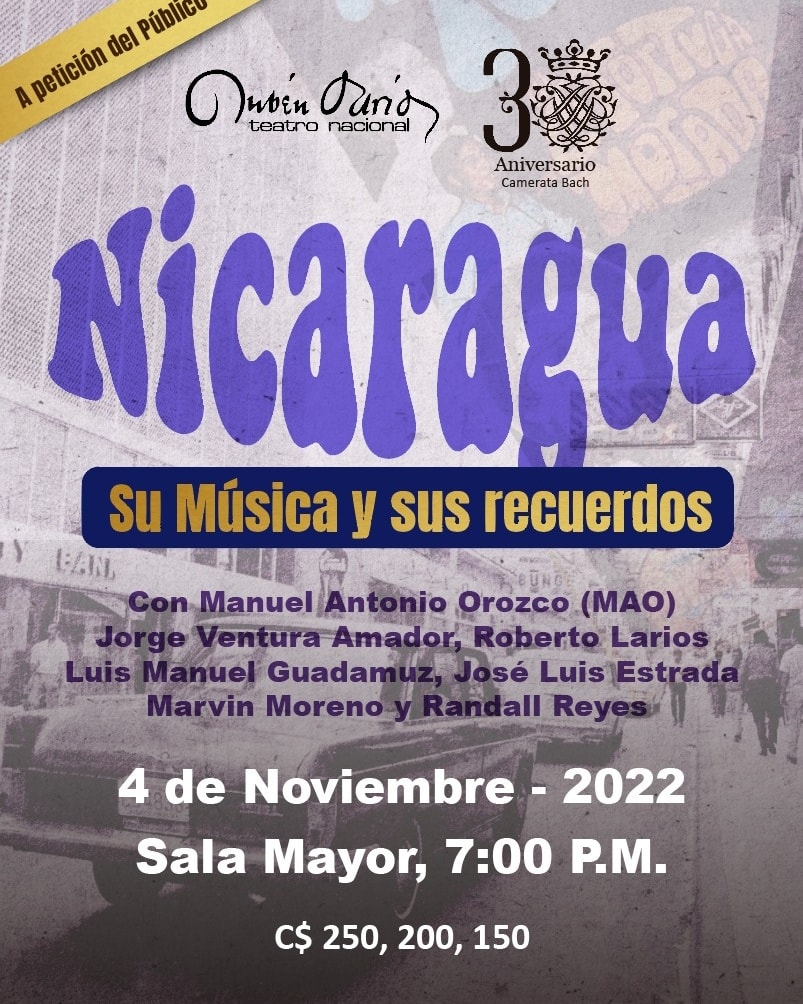 A petición del Público
Rubén Darío
teatro nacional
30
Aniversario
Camerata Bach
Nicaragua
Su Música y sus recuerdos
Con Manuel Antonio Orozco (MAO)
Jorge Ventura Amador, Roberto Larios
Luis Manuel Guadamuz, José Luis Estrada
Marvin Moreno y Randall Reyes
4 de Noviembre - 2022
Sala Mayor, 7:00 P.M.
C$ 250, 200, 150